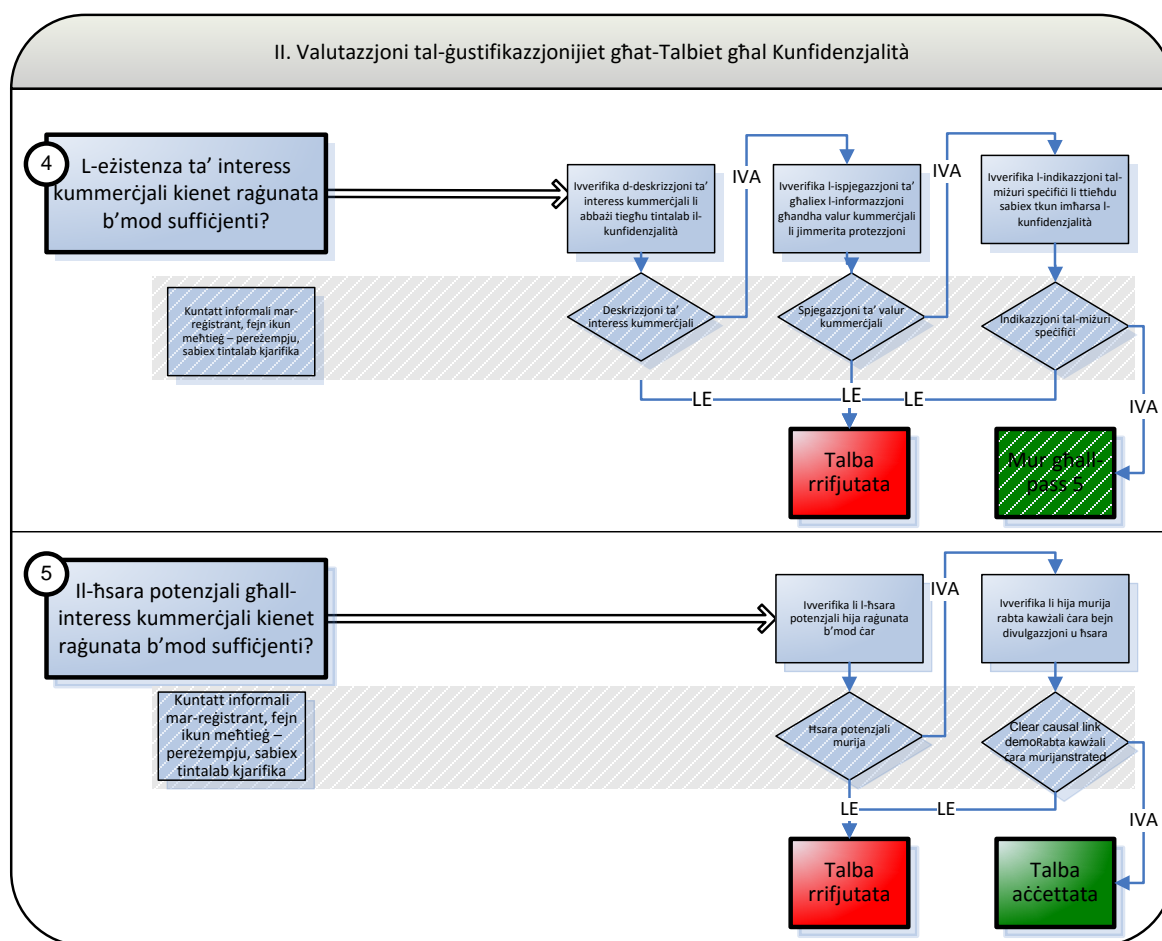 II. Valutazzjoni tal-ġustifikazzjonijiet għat-Talbiet għal Kunfidenzjalità
4
L-eżistenza ta' interess
kummerċjali kienet raġunata
b'mod suffiċjenti?
Ivverifika d-deskrizzjoni ta'
interess kummerċjali li
abbażi tiegħu tintalab il-
kunfidenzjalità
IVA
Ivverifika l-ispjegazzjoni ta'
għaliex l-informazzjoni
għandha valur kummerċjali
li jimmerita protezzjoni
IVA
Ivverifika l-indikazzjoni tal-
miżuri speċifiċi li ttieħdu
sabiex tkun imħarsa l-
kunfidenzjalità
Kuntatt informali mar-
reġistrant, fejn ikun
meħtieġ – pereżempju,
sabiex tintalab kjarifika
Deskrizzjoni ta'
interess kummerċjali
Spjegazzjoni ta' valur
kummerċjali
Indikazzjoni tal-miżuri
speċifiċi
LE
LE
LE
IVA
Talba
rrifjutata
Mur għall-
pass 5
5
Il-ħsara potenzjali għall-
interess kummerċjali kienet
raġunata b'mod suffiċjenti?
Ivverifika li l-ħsara
potenzjali hija raġunata
b'mod ċar
IVA
Ivverifika li hija murija
rabta kawżali ċara bejn
divulgazzjoni u ħsara
Kuntatt informali
mar-reġistrant, fejn
ikun meħtieġ –
pereżempju, sabiex
tintalab kjarifika
Ħsara potenzjali
murija
Clear causal link
demoRabta kawżali
ċara murijanstrated
LE
LE
IVA
Talba
rrifjutata
Talba
aċċettata